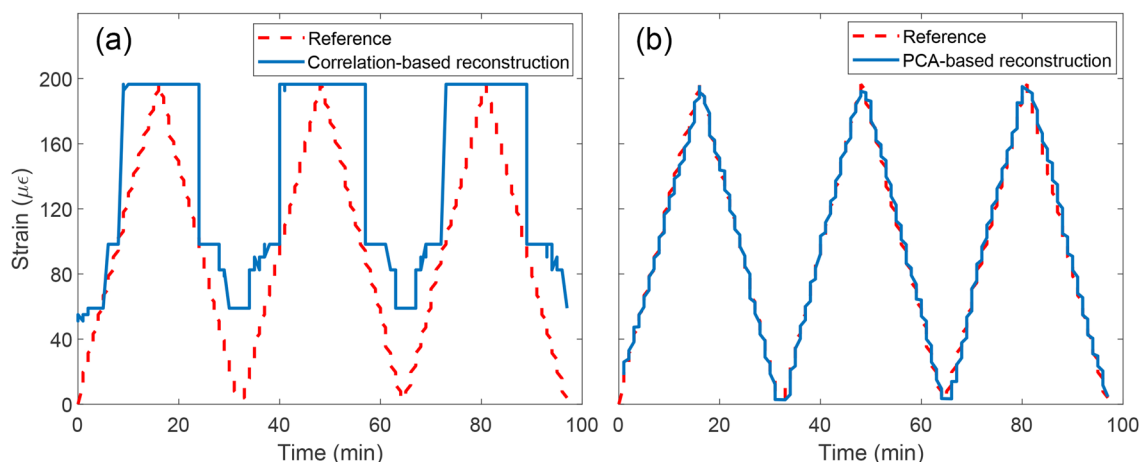 (a)
Reference
Correlation-based reconstruction
200
160
120
80
40
0
Strain (με)
0 20 40 60 80 100
Time (min)
(b)
Reference
PCA-based reconstruction
0 20 40 60 80 100
Time (min)